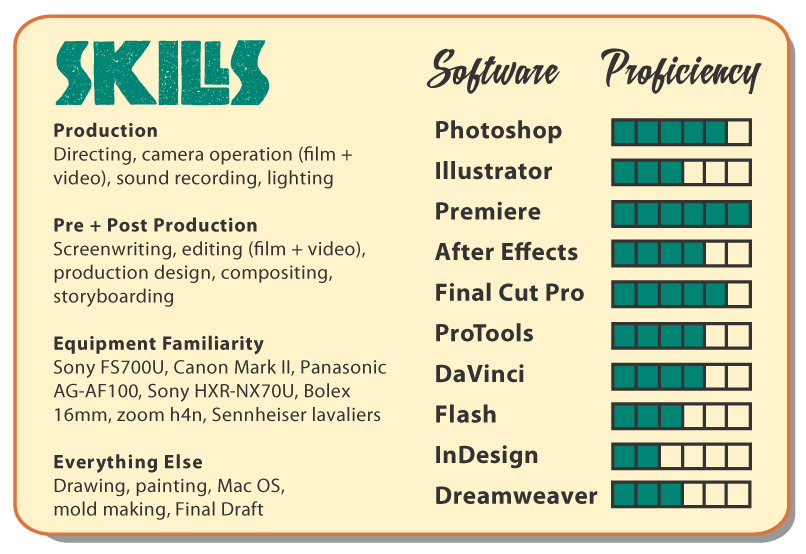 SKILLS
Production
Directing, camera operation (film +
video), sound recording, lighting
Pre + Post Production
Screenwriting, editing (film + video),
production design, compositing,
storyboarding
Equipment Familiarity
Sony FS700U, Canon Mark II, Panasonic
AG-AF100, Sony HXR-NX70U, Bolex
16mm, zoom h4n, Sennheiser lavaliers
Everything Else
Drawing, painting, Mac OS,
mold making, Final Draft
Software Proficiency
Photoshop
Illustrator
Premiere
After Effects
Final Cut Pro
ProTools
DaVinci
Flash
InDesign
Dreamweaver